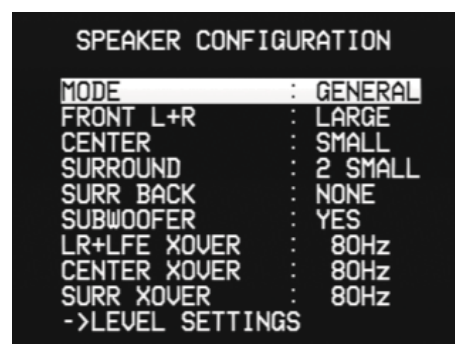 SPEAKER CONFIGURATION
MODE : GENERAL
FRONT L+R : LARGE
CENTER : SMALL
SURROUND : 2 SMALL
SURR BACK : NONE
SUBWOOFER : YES
LR+LFE XOVER : 80Hz
CENTER XOVER : 80Hz
SURR XOVER : 80Hz
->LEVEL SETTINGS